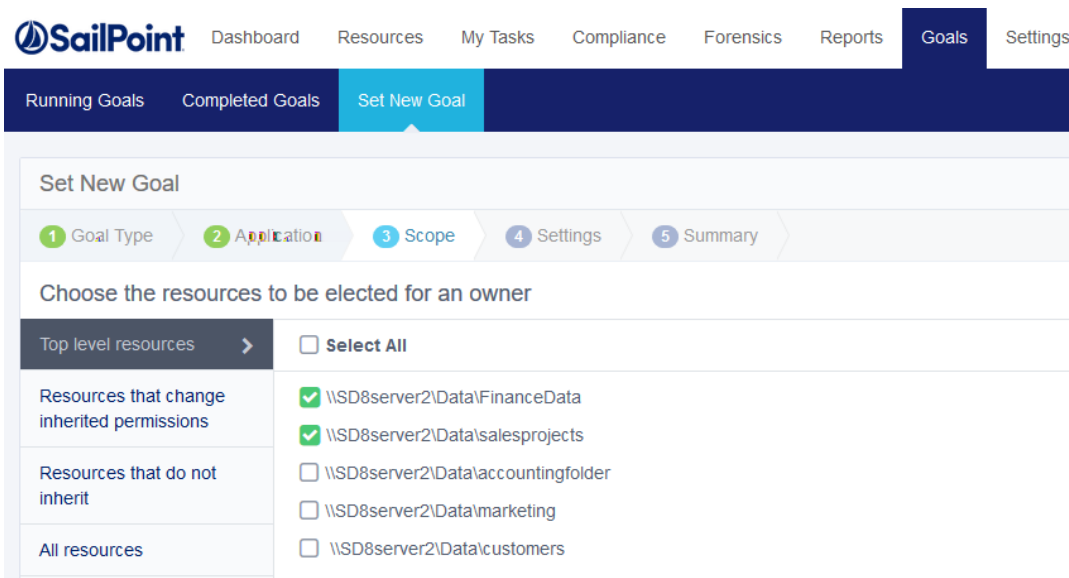 SailPoint Dashboard Resources My Tasks Compliance Forensics Reports Goals Settings
Running Goals Completed Goals Set New Goal
Set New Goal
1 Goal Type 2 Application 3 Scope 4 Settings 5 Summary
Choose the resources to be elected for an owner
Top level resources
Select All
Resources that change
inherited permissions
\\SD8server2\Data\FinanceData
\\SD8server2\Data\salesprojects
Resources that do not
inherit
\\SD8server2\Data\accountingfolder
\\SD8server2\Data\marketing
All resources
\\SD8server2\Data\customers